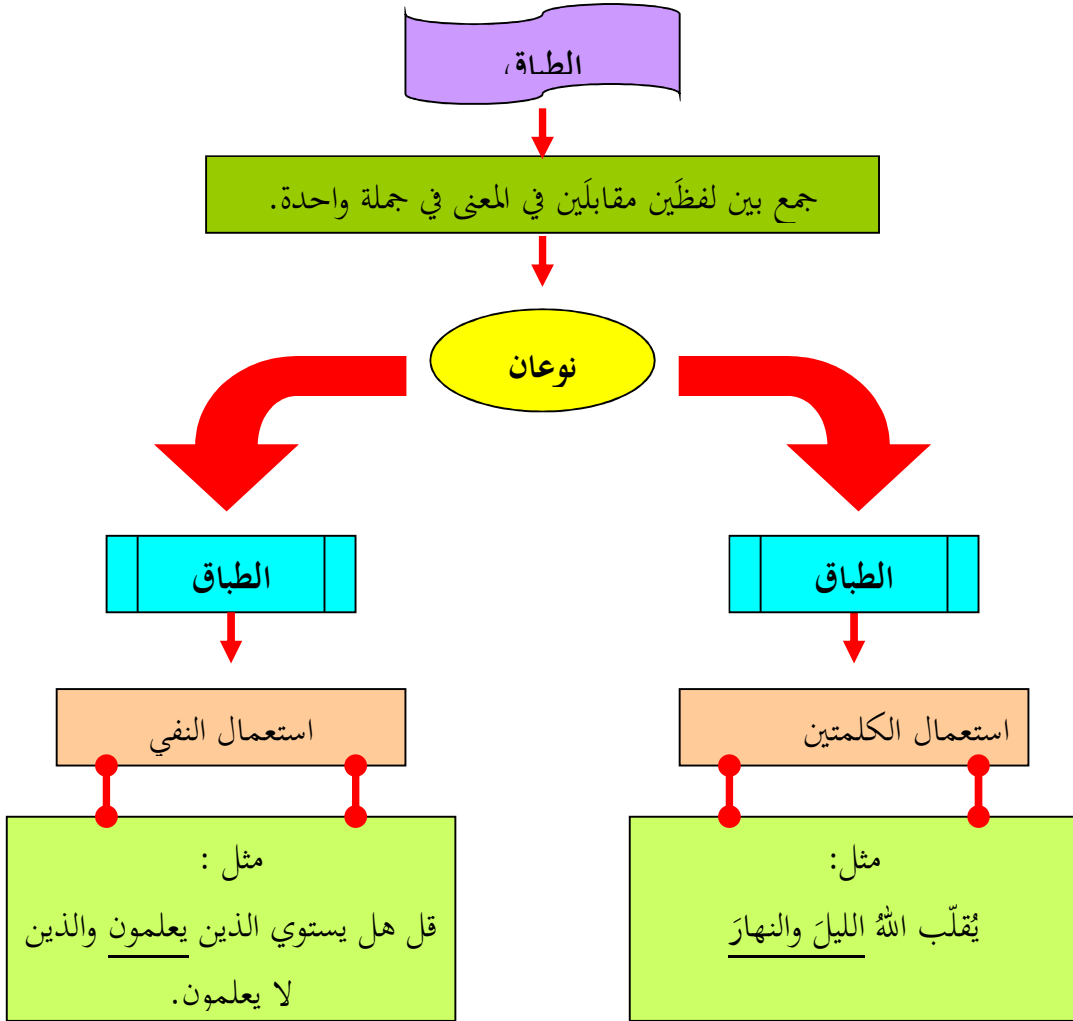 الطباق
جمع بين لفظَين مقابلَين في المعنى في جملة واحدة.
نوعان
الطباق
الطباق
استعمال الكلمتين
استعمال النفي
مثل:
يُقلّب اللهُ الليلَ والنهارَ
مثل :
قل هل يستوي الذين يعلمون والذين
لا يعلمون.